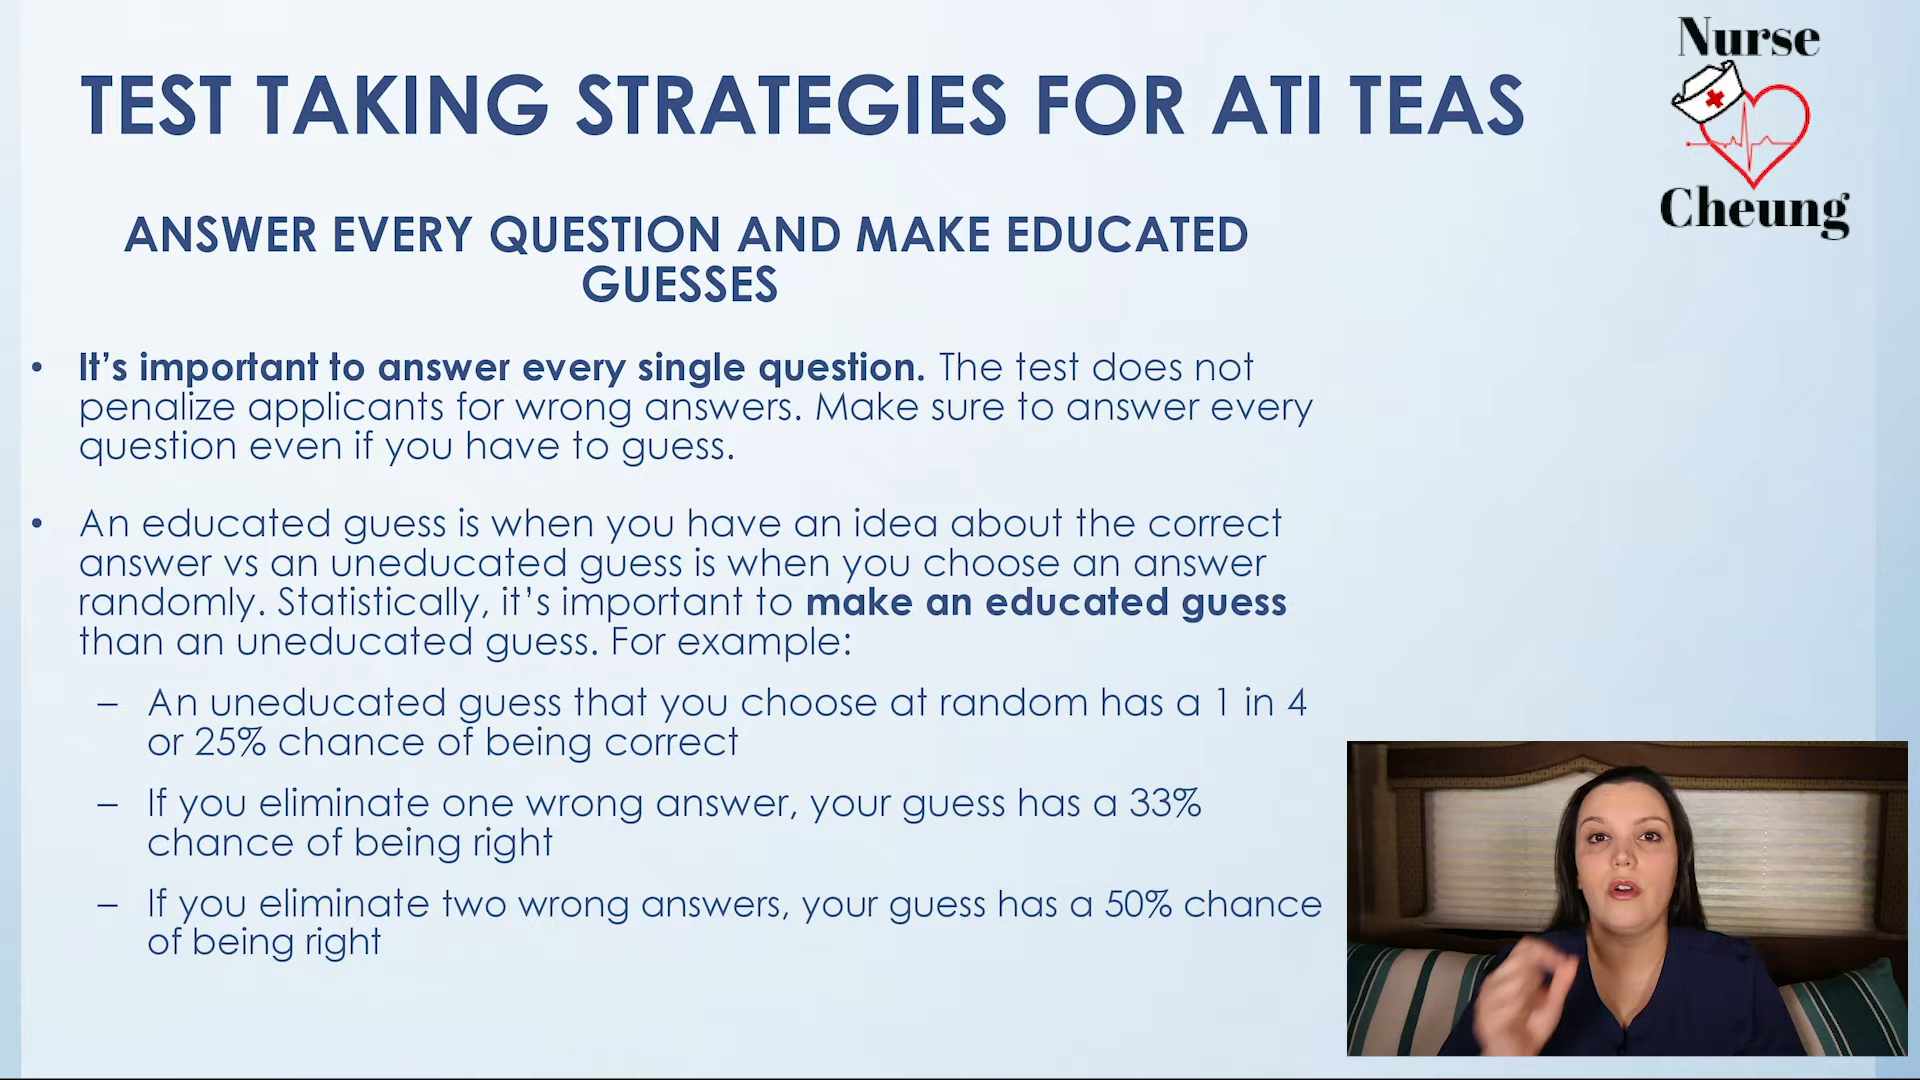 Nurse
Cheung
TEST TAKING STRATEGIES FOR ATI TEAS
ANSWER EVERY QUESTION AND MAKE EDUCATED
GUESSES
• It’s important to answer every single question. The test does not
penalize applicants for wrong answers. Make sure to answer every
question even if you have to guess.
• An educated guess is when you have an idea about the correct
answer vs an uneducated guess is when you choose an answer
randomly. Statistically, it’s important to make an educated guess
than an uneducated guess. For example:
– An uneducated guess that you choose at random has a 1 in 4
or 25% chance of being correct
– If you eliminate one wrong answer, your guess has a 33%
chance of being right
– If you eliminate two wrong answers, your guess has a 50% chance
of being right